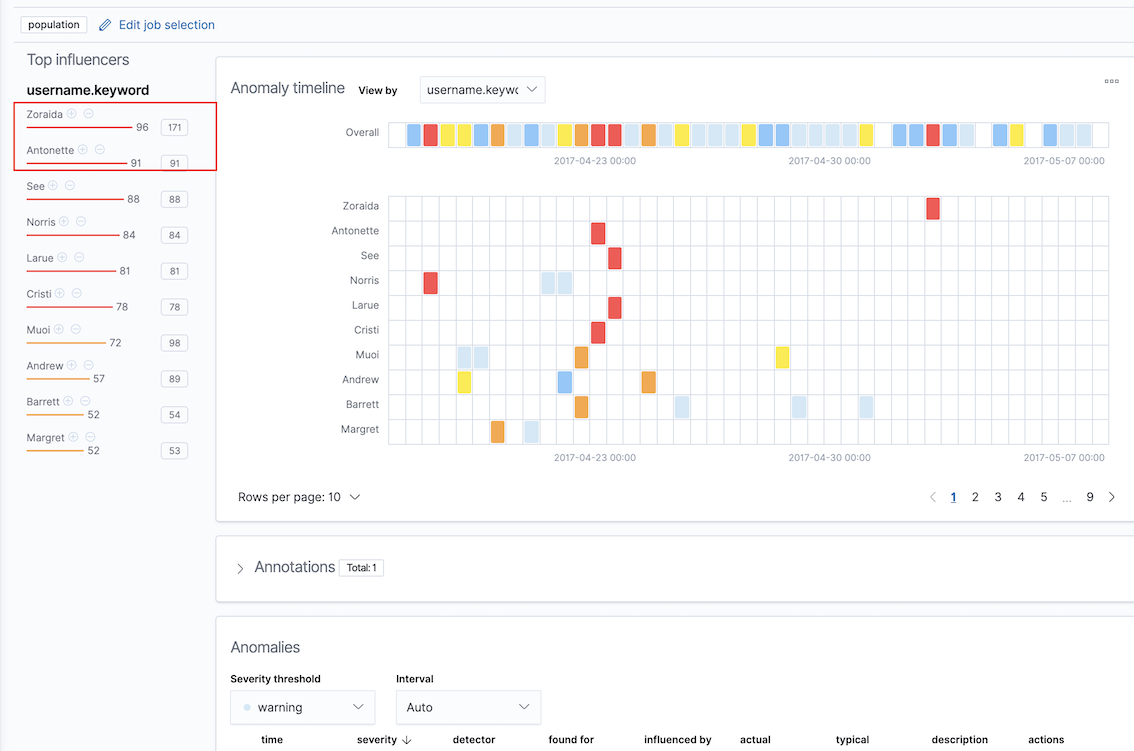 population Edit job selection
Top influencers
username.keyword
Zoraida
96 171
Antonette
91 91
See
88 88
Norris
84 84
Larue
81 81
Cristi
78 78
Muoi
72 98
Andrew
57 89
Barrett
52 54
Margret
52 53
Anomaly timeline View by username.keywc
Overall
2017-04-23 00:00 2017-04-30 00:00 2017-05-07 00:00
Zoraida
Antonette
See
Norris
Larue
Cristi
Muoi
Andrew
Barrett
Margret
2017-04-23 00:00 2017-04-30 00:00 2017-05-07 00:00
Rows per page: 10 1 2 3 4 5 ... 9
Annotations Total: 1
Anomalies
Severity threshold Interval
warning Auto
time severity detector found for influenced by actual typical description actions